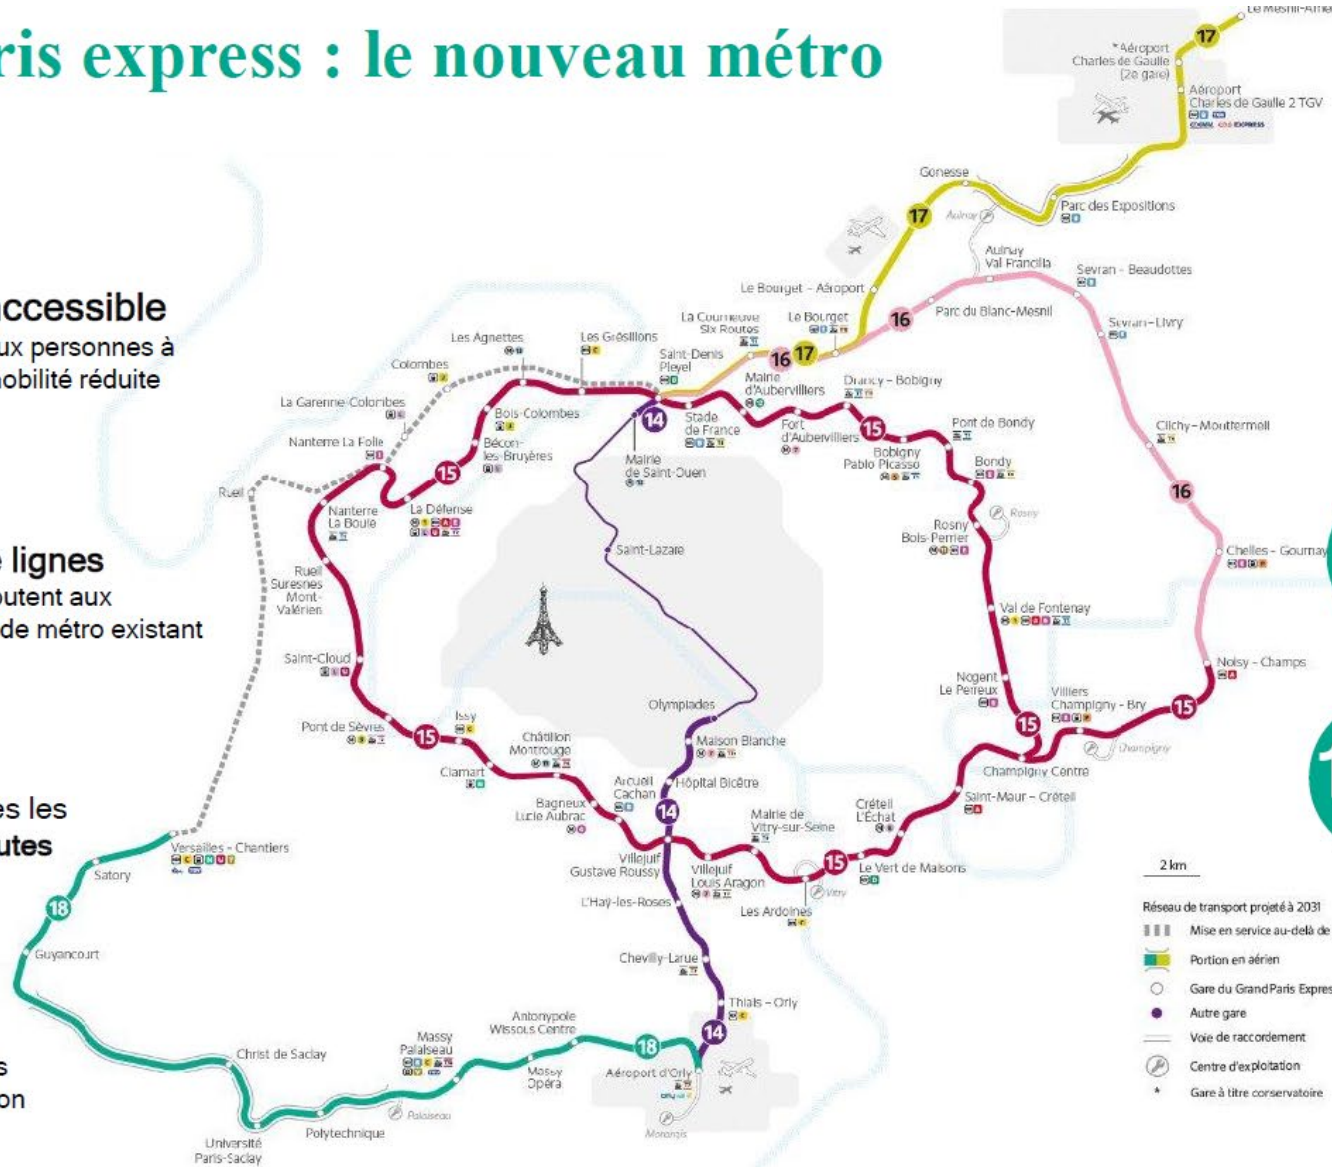 ris express : le nouveau métro
accessible
ux personnes à
nobilité réduite
e lignes
outent aux
de métro existant
es les
utes
s
on
Le Mesnil-Ame
17
*Aéroport
Charles de Gaulle
(2e gare)
Aéroport
Charles de Gaulle 2 TGV
Gonesse
17
Aulnay
Parc des Expositions
Aulnay
Val Francilia
Sevran - Beaudottes
Le Bourget - Aéroport
16
Parc du Blanc-Mesnil
Sevran-Livry
La Courneuve
Six Routes
Le Bourget
Les Agnettes
Les Grésillons
Saint-Denis
Pleyel
16
17
Colombes
Mairie
d'Aubervilliers
Drancy - Bobigny
La Garenne-Colombes
Bois-Colombes
14
Stade
de France
Fort
d'Aubervilliers
15
Pont de Bondy
Clichy - Montfermeil
Nanterre La Folie
Bécon-
les-Bruyères
Mairie
de Saint-Ouen
Bobigny
Pablo Picasso
Bondy
15
16
Rueil
La Défense
Nanterre
La Boule
Rosny
Rosny
Bois-Perrier
Saint-Lazare
Chelles - Gournay
Rueil
Suresnes
Mont-
Valérien
Val de Fontenay
Saint-Cloud
Noisy - Champs
Nogent
Le Perreux
Villiers
Champigny - Bry
15
Olympiades
Pont de Sèvres
15
Issy
15
Châtillon
Montrouge
Maison Blanche
Champigny
Clamart
Arcueil
Cachan
Hôpital Bicêtre
Champigny Centre
Bagneux
Lucie Aubrac
14
Mairie de
Vitry-sur-Seine
Créteil
L'Échat
Saint-Maur - Créteil
Versailles - Chantiers
Villejuif
Gustave Roussy
Villejuif
Louis Aragon
15
Le Vert de Maisons
Satory
Vitry
18
L'Haÿ-les-Roses
Les Ardoines
Guyancourt
Chevilly-Larue
Thiais - Orly
Antonypole
Wissous Centre
14
Massy
Palaiseau
18
Christ de Saclay
Massy
Opéra
Aéroport d'Orly
Palaiseau
Morangis
Polytechnique
Université
Paris-Saclay
2 km
Réseau de transport projeté à 2031
Mise en service au-delà de
Portion en aérien
Gare du Grand Paris Expres
Autre gare
Voie de raccordement
Centre d'exploitation
* Gare à titre conservatoire